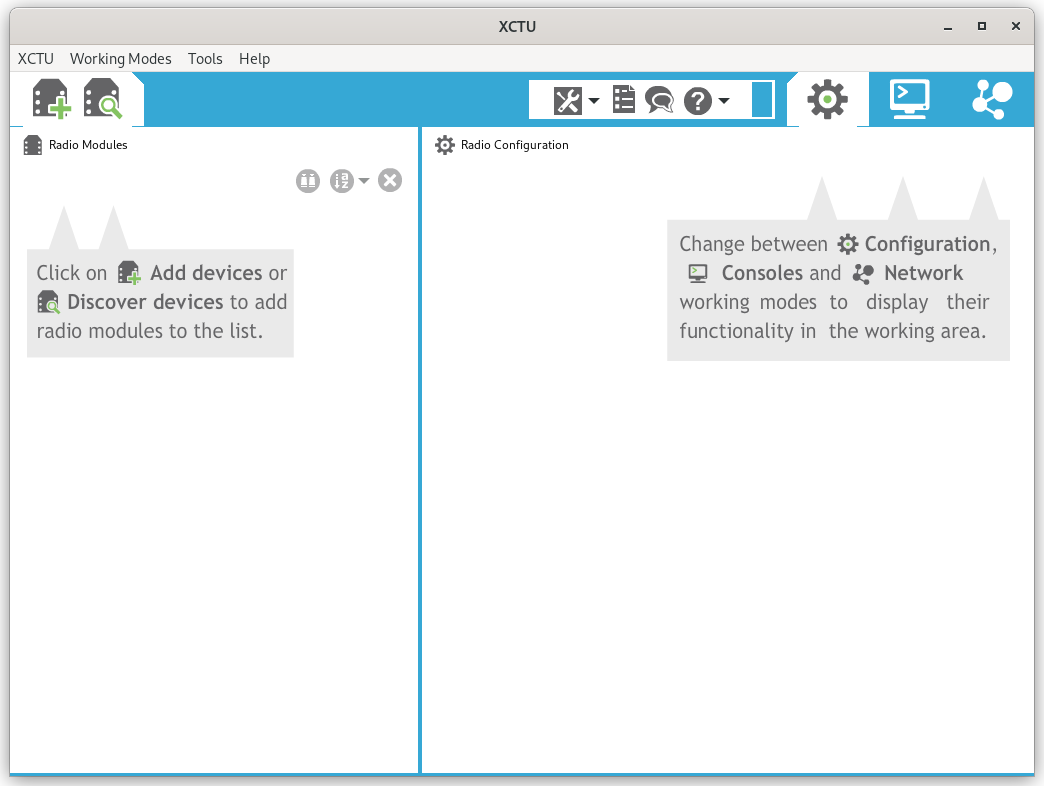 XCTU
XCTU Working Modes Tools Help
Radio Modules
Radio Configuration
Click on Add devices or
Discover devices to add
radio modules to the list.
Change between Configuration,
Consoles and Network
working modes to display their
functionality in the working area.